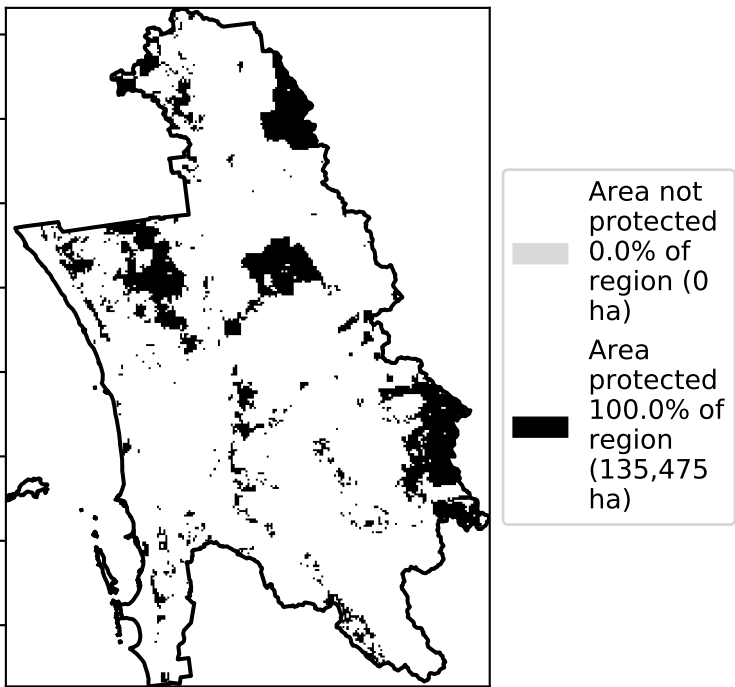 Area not
protected
0.0% of
region (0
ha)
Area
protected
100.0% of
region
(135,475
ha)